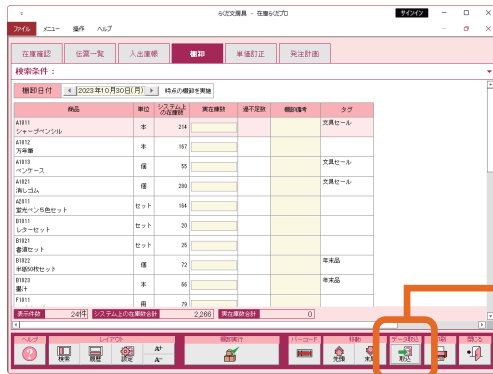 らくだ文房具 - 在庫らくだプロ
サインイン
ファイル メニュー 操作 ヘルプ
在庫確認 伝票一覧 入出庫帳 棚卸 単価訂正 発注計画
検索条件：
棚卸日付 2023年10月30日(月) 時点の棚卸を実施
商品 単位 システム上の在庫数 実在庫数 過不足数 棚卸備考 タグ
A1011
シャープペンシル 本 214 文具セール
A1012
万年筆 本 167
A1013
ペンケース 個 55 文具セール
A1021
消しゴム 個 280 文具セール
A2011
蛍光ペン5色セット セット 164
B1011
レターセット セット 20
B1021
書道セット セット 25
B1022
半紙50枚セット 個 72 年末品
B1023
墨汁 本 66 年末品
F1011
冊 79
表示件数 24件 システム上の在庫数合計 2,266 実在庫数合計 0
ヘルプ レイアウト 棚卸実行 バーコード 移動 データ取込 印刷 閉じる
検索 履歴 設定 A+ A- 先頭 末尾 取込